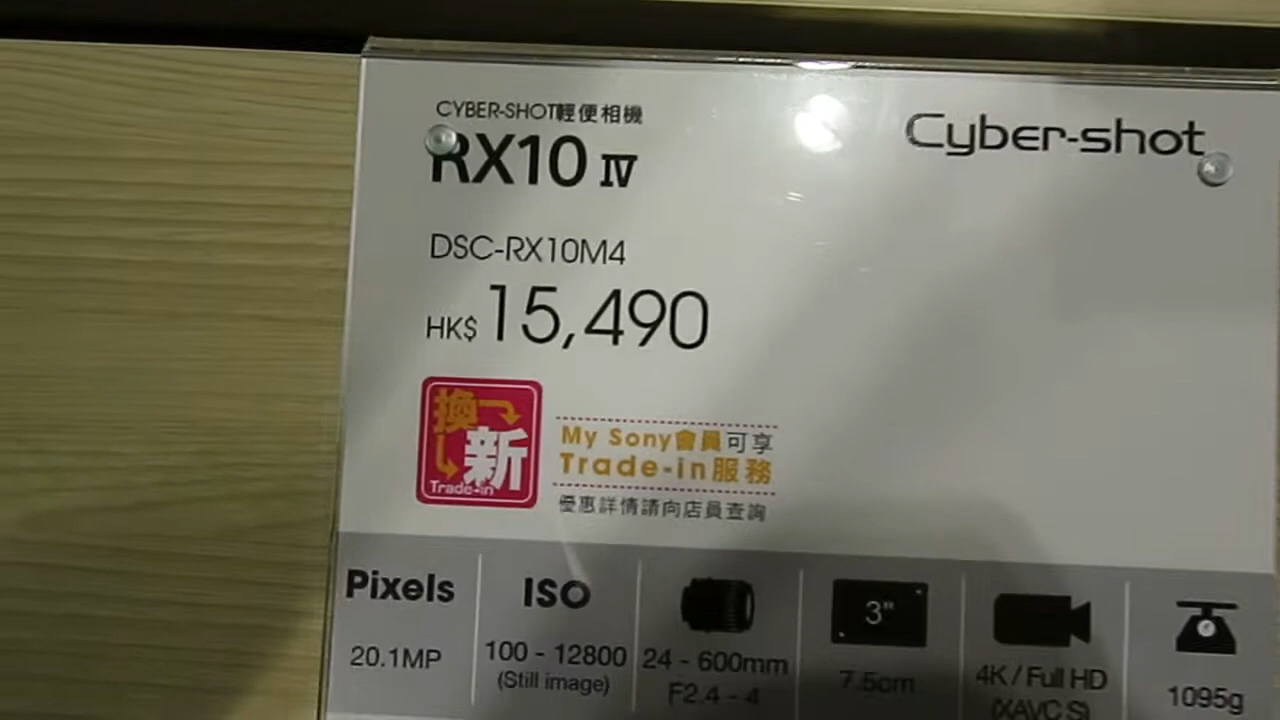 CYBER-SHOT輕便相機
RX10 IV
Cyber-shot
DSC-RX10M4
HK$ 15,490
換
新
Trade-in
My Sony會員可享
Trade-in服務
優惠詳情請向店員查詢
Pixels
20.1MP
ISO
100 - 12800
(Still image)
24 - 600mm
F2.4 - 4
3"
7.5cm
4K / Full HD
(XAVC S)
1095g